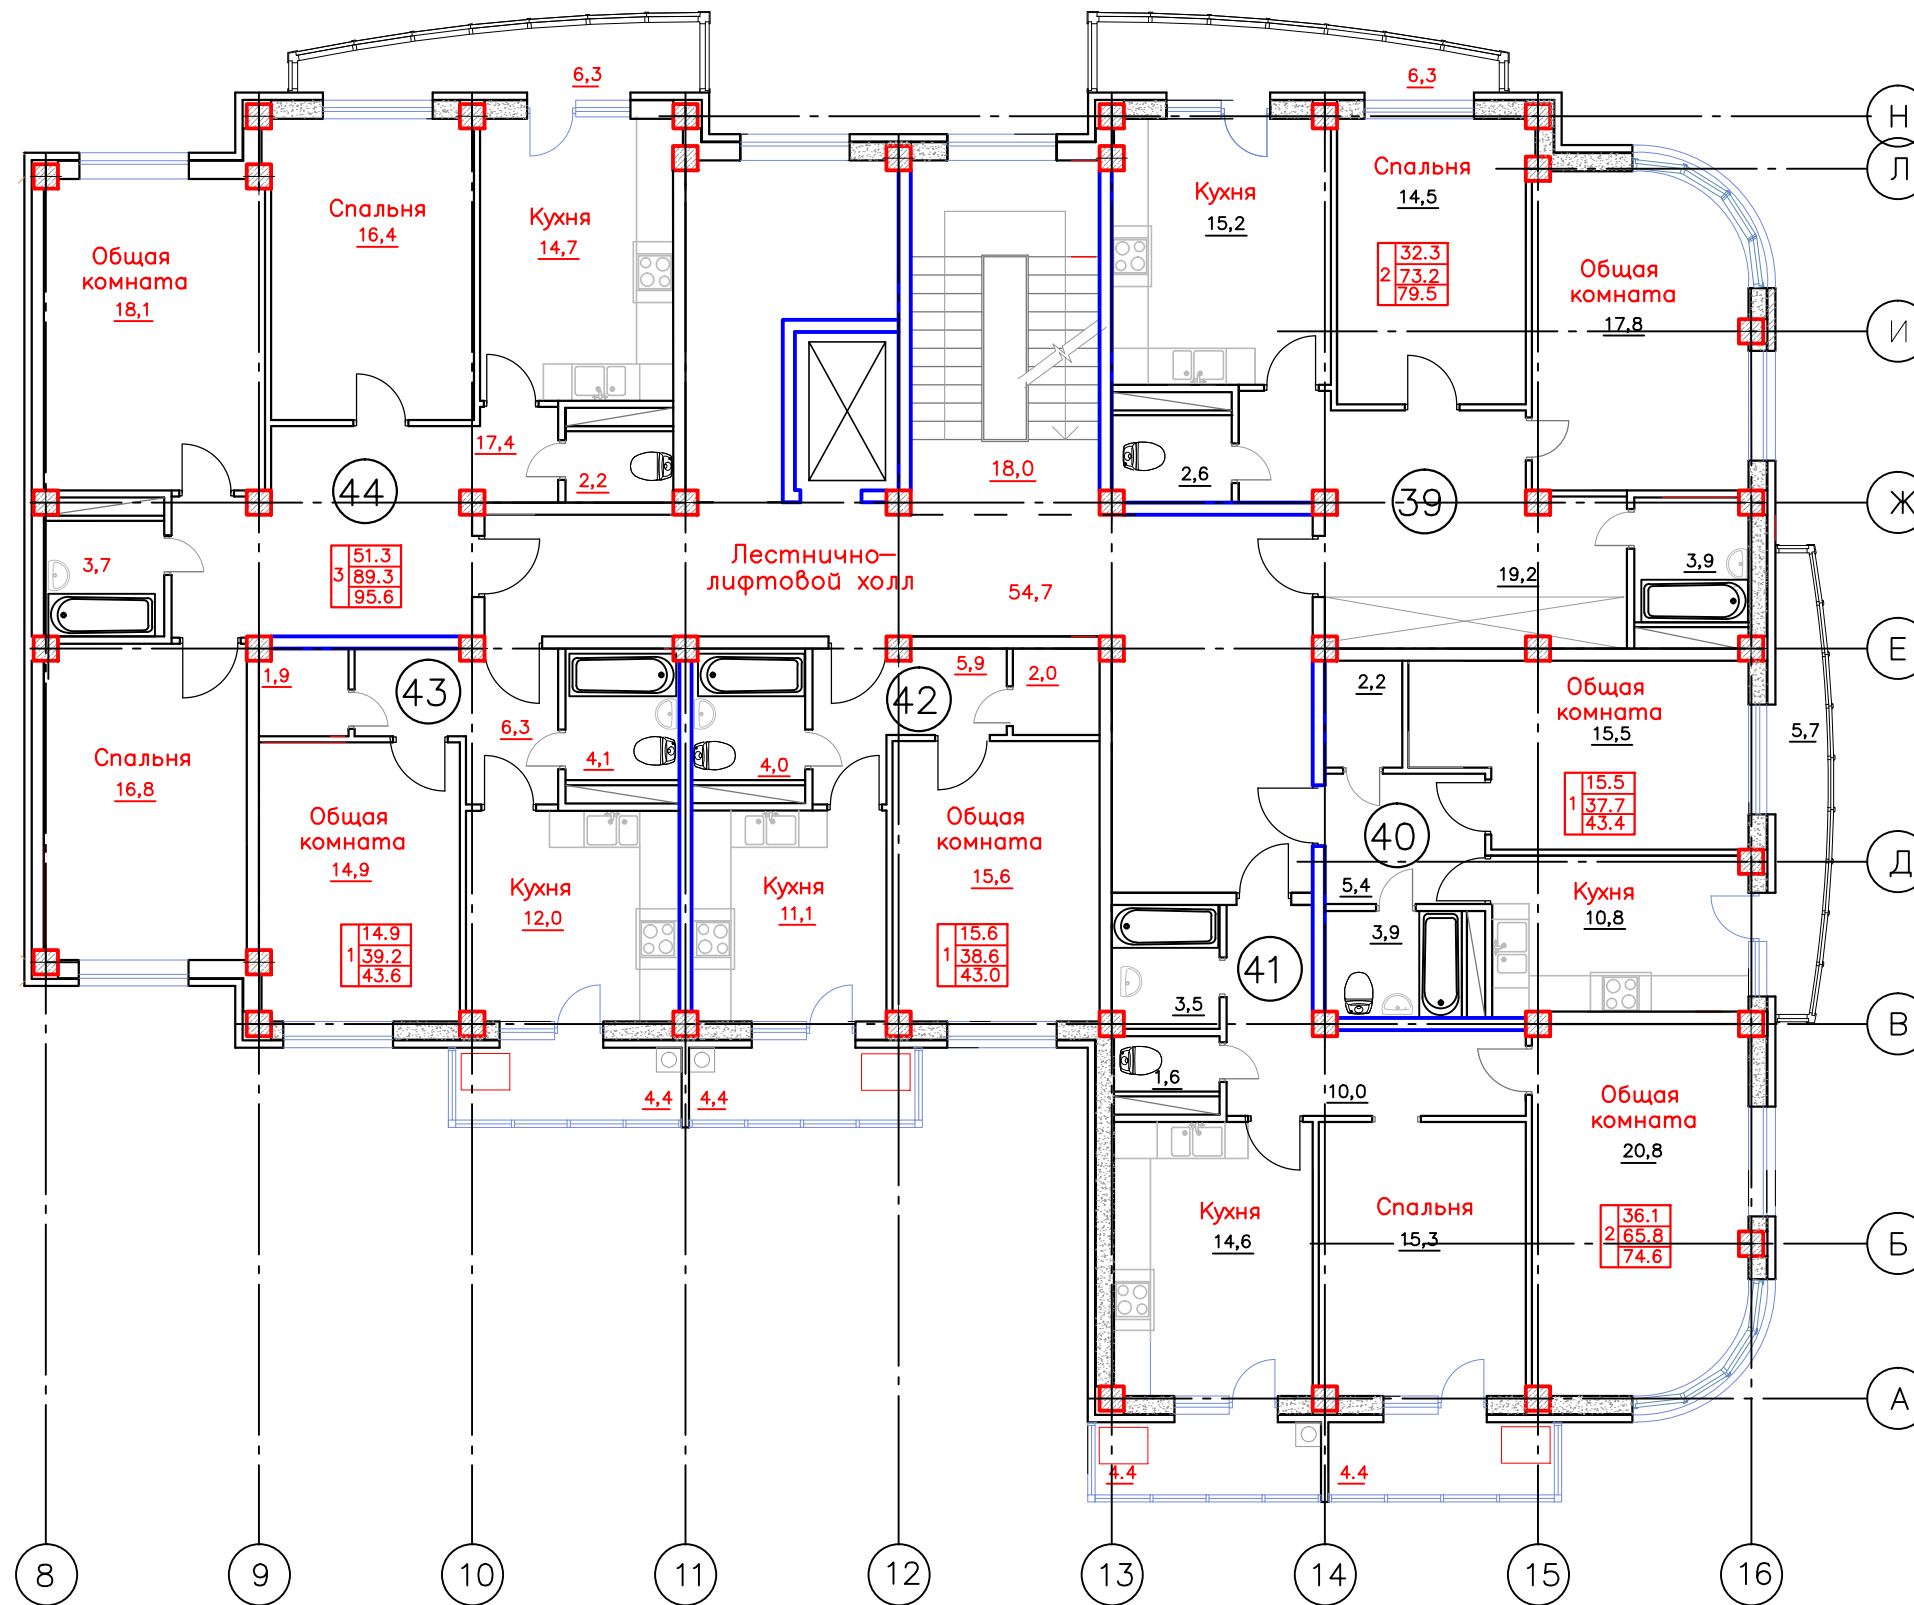 6,3
6,3
Н
Л
Спальня
14,5
Кухня
15,2
Спальня
16,4
Кухня
14,7
Общая
комната
18,1
32.3
2
73.2
79.5
Общая
комната
17,8
И
17,4
2,2
18,0
2,6
44
39
Ж
3,7
51.3
3
89.3
95.6
Лестнично—
лифтовой холл
54,7
19,2
3,9
Е
1,9
43
5,9
42
2,0
2,2
Общая
комната
15,5
5,7
6,3
4,1
4,0
Спальня
16,8
15.5
1
37.7
43.4
Общая
комната
14,9
Общая
комната
15,6
40
Д
Кухня
12,0
Кухня
11,1
5,4
Кухня
10,8
14.9
1
39.2
43.6
15.6
1
38.6
43.0
3,9
41
3,5
В
1,6
10,0
4,4
4,4
Общая
комната
20,8
Кухня
14,6
Спальня
15,3
36.1
2
65.8
74.6
Б
А
4.4
4.4
8
9
10
11
12
13
14
15
16